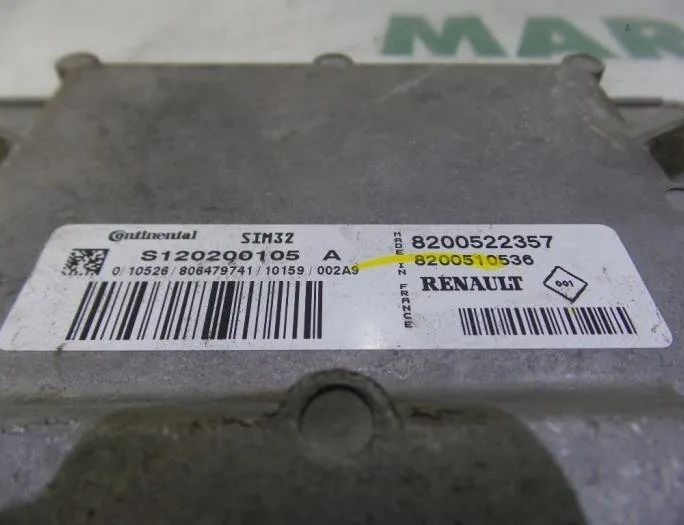 MAR
Continental SIM32
S120200105 A
0/10526/806479741/10159/002A9
MADE IN FRANCE
8200522357
8200510536
RENAULT
001